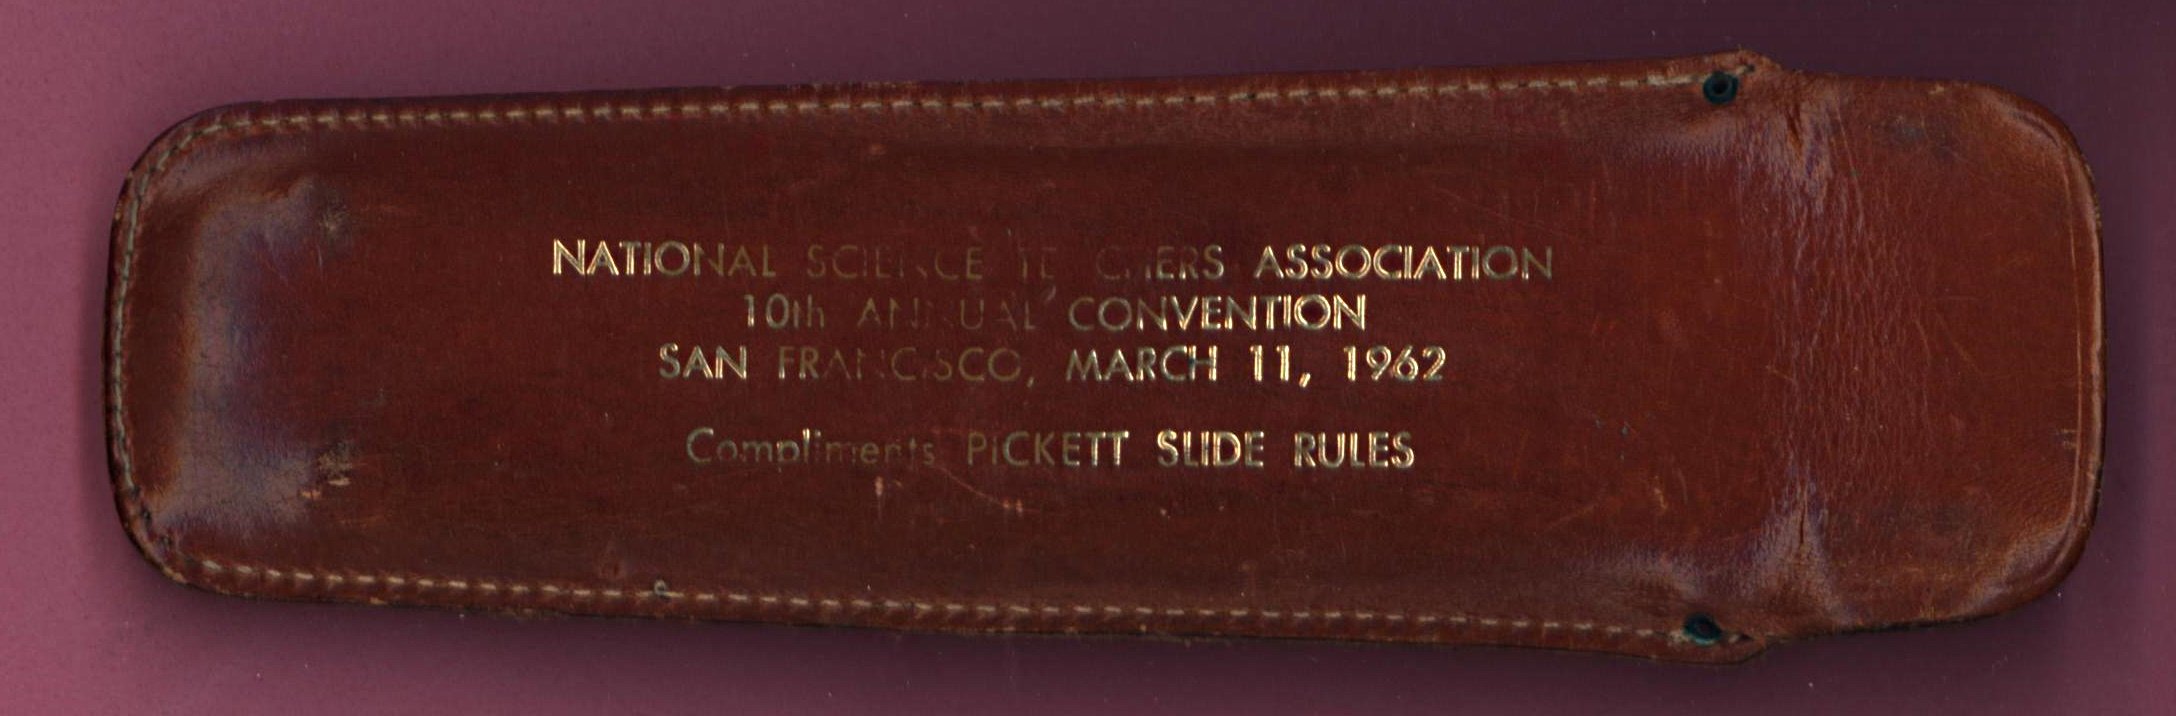 NATIONAL SCIENCE TEACHERS ASSOCIATION
10th ANNUAL CONVENTION
SAN FRANCISCO, MARCH 11, 1962
Compliments PICKETT SLIDE RULES